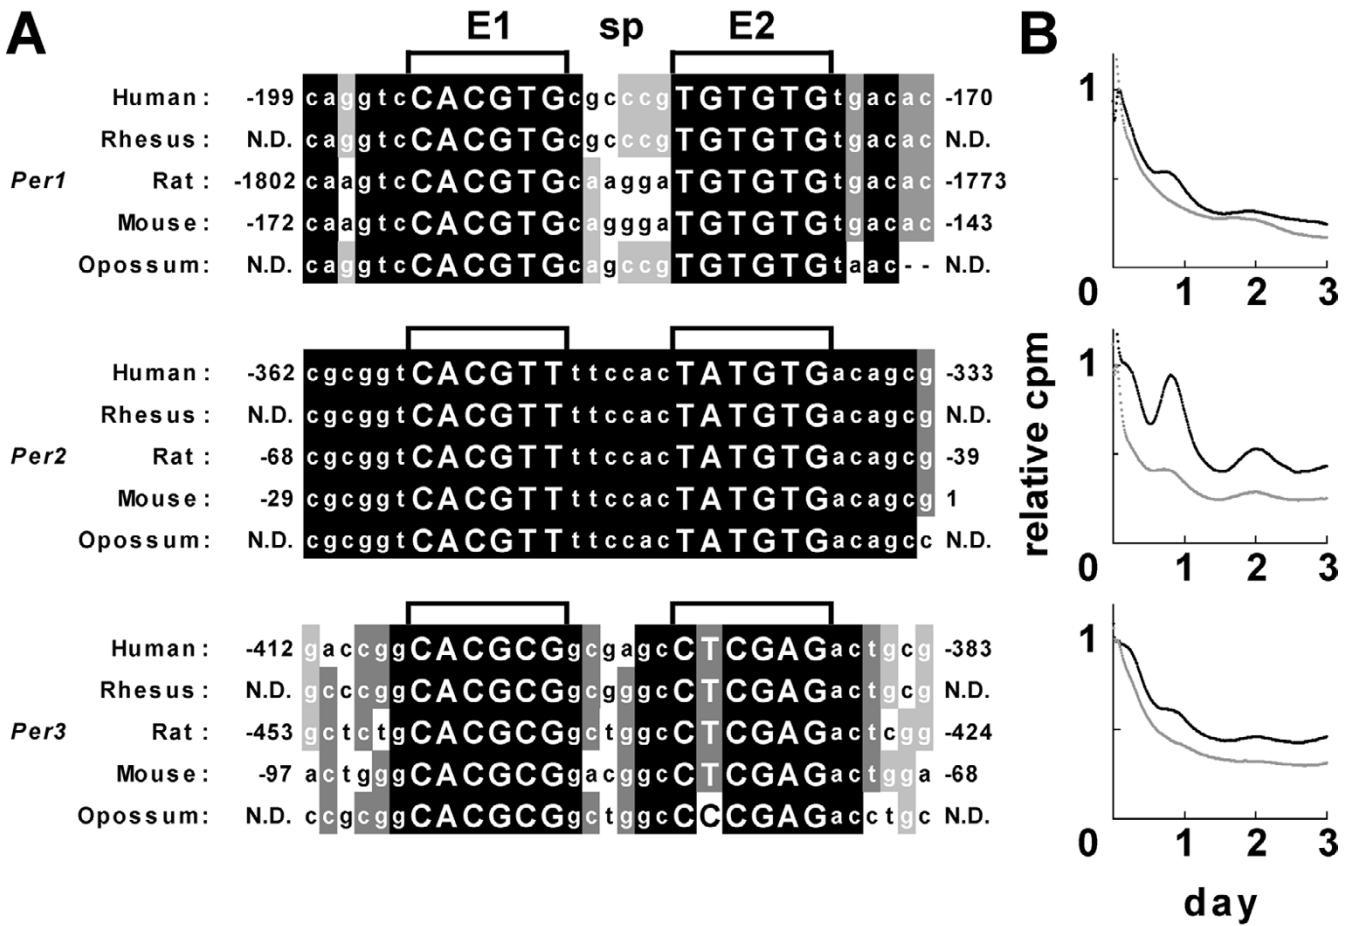 A E1 sp E2 B
Human: -199 caggtcCACGTGcgcccgTGTGTGtgacac -170
Rhesus: N.D. caggtcCACGTGcgcccgTGTGTGtgacac N.D.
Per1 Rat: -1802 caagtcCACGTGcaaggaTGTGTGtgacac -1773
Mouse: -172 caagtcCACGTGcagggaTGTGTGtgacac -143
Opossum: N.D. caggtcCACGTGcagccgTGTGTGtaac-- N.D.
1
0 1 2 3
Human: -362 cgcggtCACGTTttccacTATGTGacagcg -333
Rhesus: N.D. cgcggtCACGTTttccacTATGTGacagcg N.D.
Per2 Rat: -68 cgcggtCACGTTttccacTATGTGacagcg -39
Mouse: -29 cgcggtCACGTTttccacTATGTGacagcg 1
Opossum: N.D. cgcggtCACGTTttccacTATGTGacagcc N.D.
relative cpm
1
0 1 2 3
Human: -412 gaccggCACGCGgcgagcCTCGAGactgcg -383
Rhesus: N.D. gcccggCACGCGgcgggcCTCGAGactgcg N.D.
Per3 Rat: -453 gctctgCACGCGgctggcCTCGAGactcgg -424
Mouse: -97 actgggCACGCGgacggcCTCGAGactgga -68
Opossum: N.D. ccgcggCACGCGgctggcCCCGAGacctgc N.D.
1
0 1 2 3
day